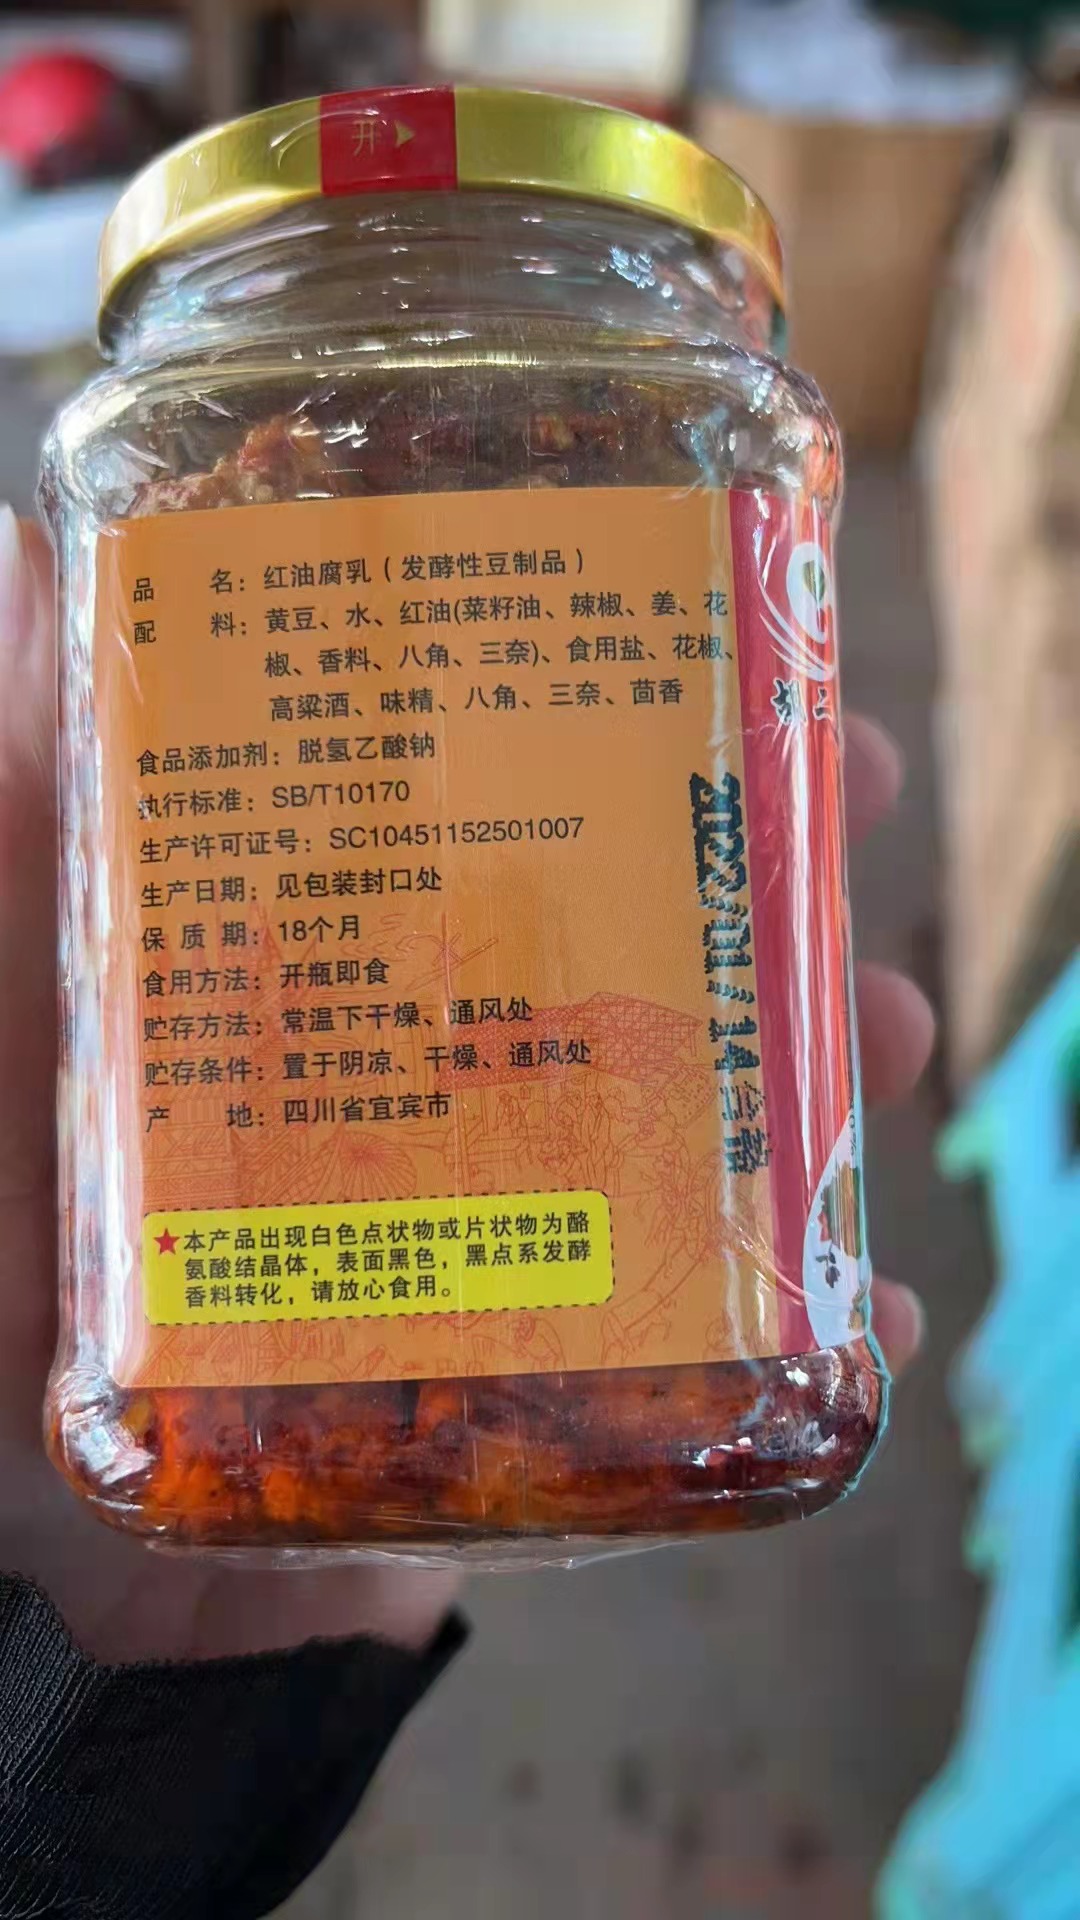 开
品 名：红油腐乳（发酵性豆制品）
配 料：黄豆、水、红油(菜籽油、辣椒、姜、花
椒、香料、八角、三奈)、食用盐、花椒、
高粱酒、味精、八角、三奈、茴香
食品添加剂：脱氢乙酸钠
执行标准：SB/T10170
生产许可证号：SC10451152501007
生产日期：见包装封口处
保 质 期：18个月
食用方法：开瓶即食
贮存方法：常温下干燥、通风处
贮存条件：置于阴凉、干燥、通风处
产 地：四川省宜宾市
★本产品出现白色点状物或片状物为酪
氨酸结晶体，表面黑色，黑点系发酵
香料转化，请放心食用。
胡二